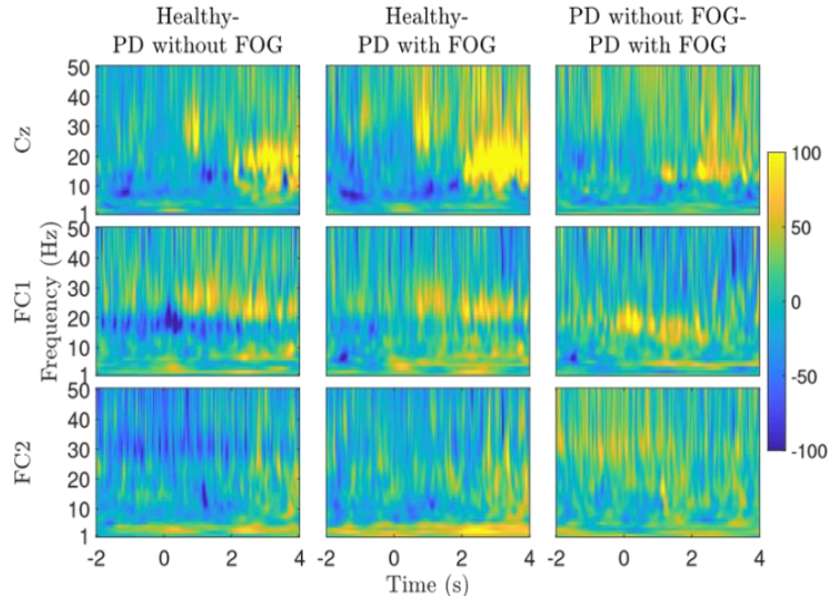 Healthy-
PD without FOG
Healthy-
PD with FOG
PD without FOG-
PD with FOG
Cz
50
40
30
20
10
1
FC1
Frequency (Hz)
50
40
30
20
10
1
FC2
50
40
30
20
10
1
100
50
0
-50
-100
-2 0 2 4
-2 0 2 4
-2 0 2 4
Time (s)